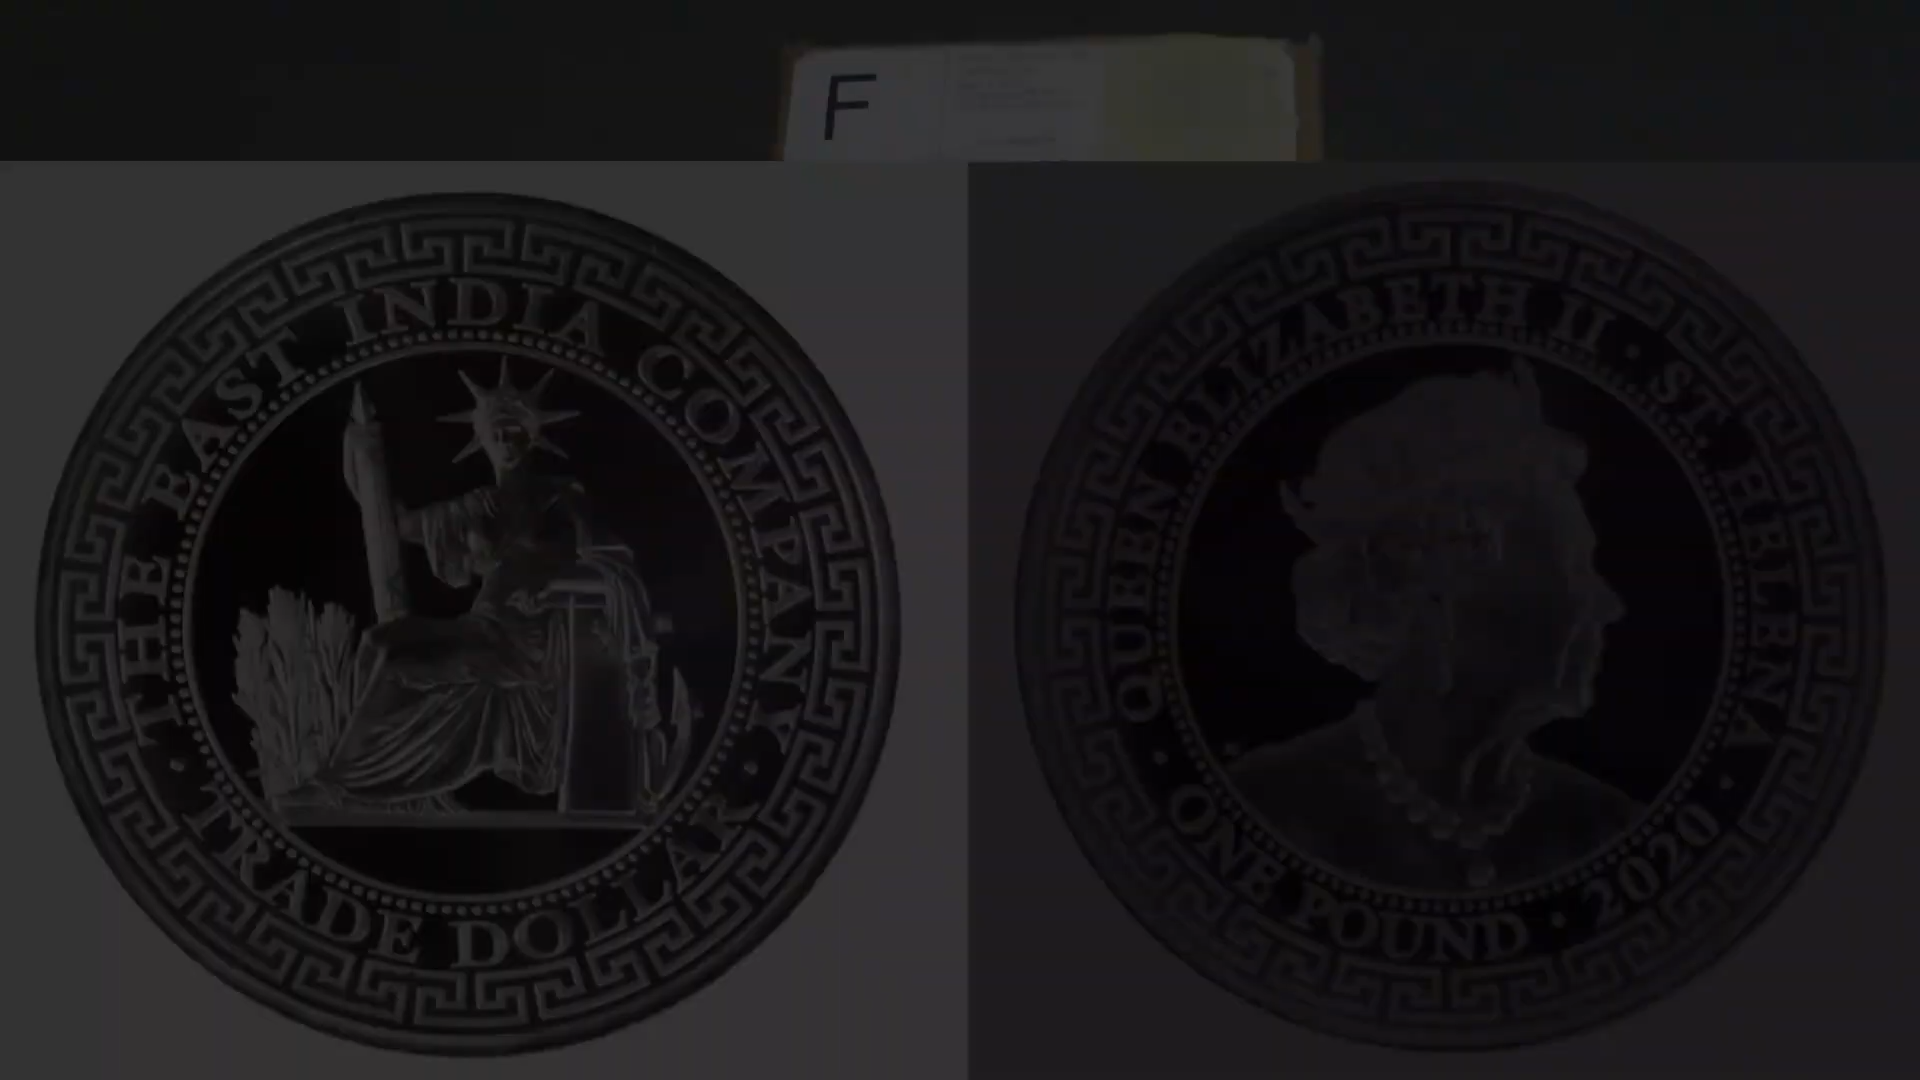 F
THE EAST INDIA COMPANY
· TRADE DOLLAR ·
QUEEN ELIZABETH II · ST. HELENA
· ONE POUND · 2020 ·